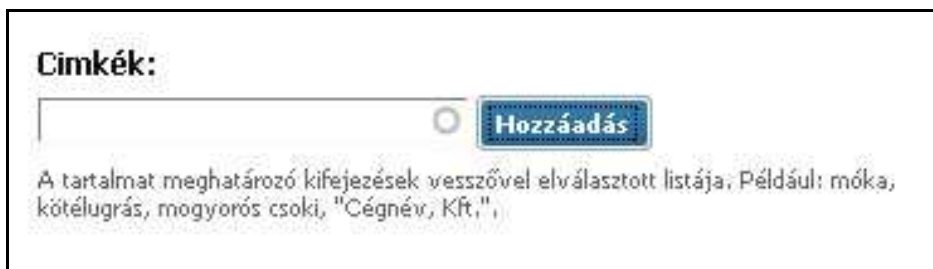 Cimkék:
Hozzáadás
A tartalmat meghatározó kifejezések vesszővel elválasztott listája. Például: móka,
kötélugrás, mogyorós csoki, "Cégnév, Kft.".